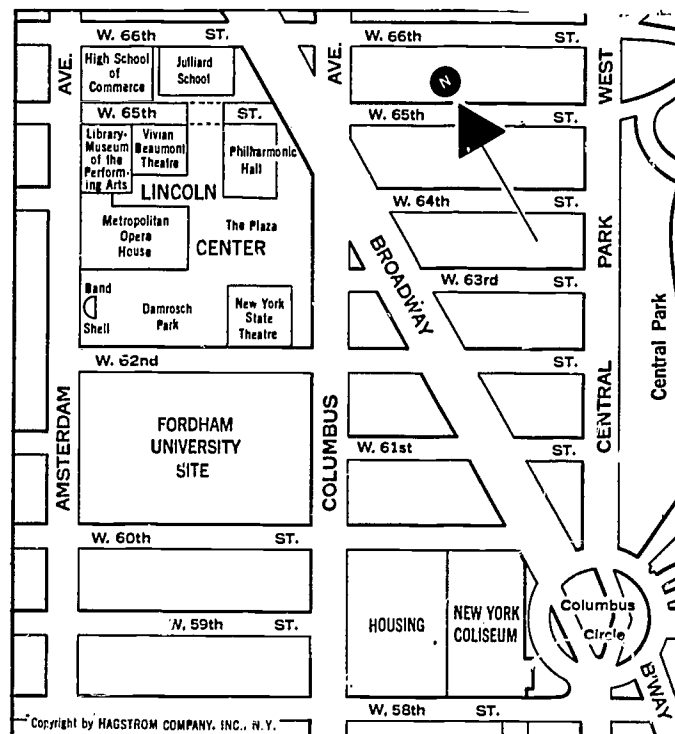 W. 66th ST.
W. 66th ST.
High School
of
Commerce
Julliard
School
AVE.
AVE.
WEST
N
W. 65th ST.
W. 65th ST.
Library-
Museum
of the
Perform-
ing Arts
Vivian
Beaumont
Theatre
Philharmonic
Hall
LINCOLN
CENTER
W. 64th ST.
Metropolitan
Opera
House
The Plaza
BROADWAY
PARK
W. 63rd ST.
Band
Shell
Damrosch
Park
New York
State
Theatre
Central Park
W. 62nd ST.
AMSTERDAM
FORDHAM
UNIVERSITY
SITE
COLUMBUS
CENTRAL
W. 61st ST.
W. 60th ST.
W. 59th ST.
HOUSING
NEW YORK
COLISEUM
Columbus
Circle
B'WAY
W. 58th ST.
Copyright by HAGSTROM COMPANY, INC., N.Y.